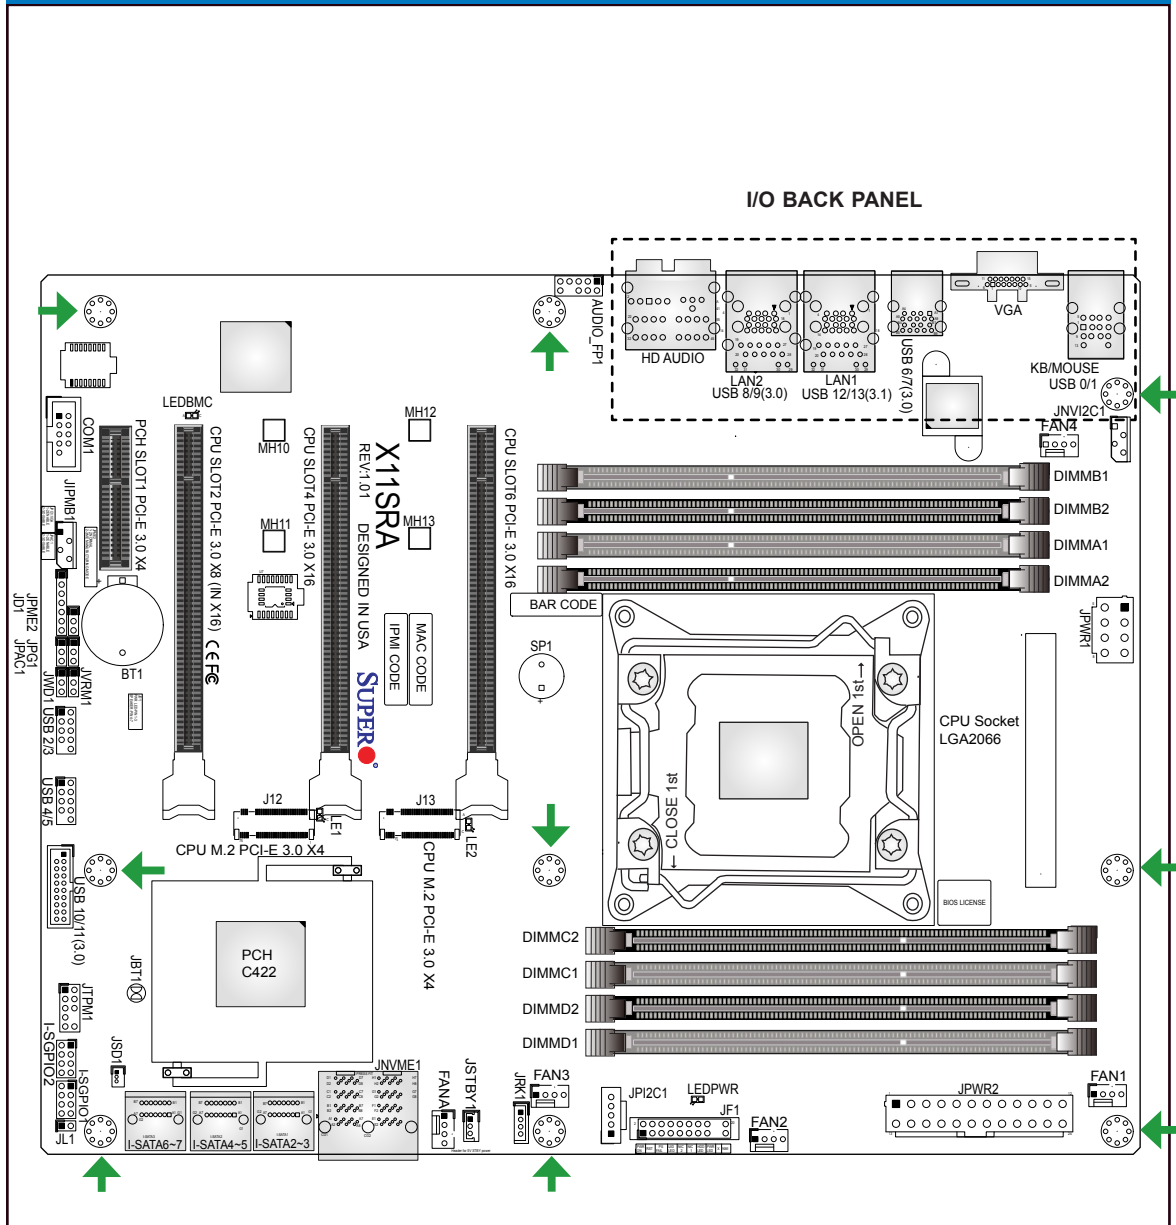 I/O BACK PANEL
AUDIO_FP1
HD AUDIO
LAN2
USB 8/9(3.0)
LAN1
USB 12/13(3.1)
USB 6/7(3.0)
VGA
KB/MOUSE
USB 0/1
JNVI2C1
FAN4
LEDBMC
MH12
MH10
MH11
MH13
COM1
PCH SLOT1 PCI-E 3.0 X4
CPU SLOT2 PCI-E 3.0 X8 (IN X16)
CE FC
CPU SLOT4 PCI-E 3.0 X16
X11SRA
REV:1.01
DESIGNED IN USA
SUPER
CPU SLOT6 PCI-E 3.0 X16
JIPMB1
DIMMB1
DIMMB2
DIMMA1
DIMMA2
BAR CODE
IPMI CODE
MAC CODE
SP1
BT1
JPME2
JD1
JPG1
JPAC1
JWD1
JVRM1
USB 2/3
USB 4/5
JPWR1
OPEN 1st
CLOSE 1st
CPU Socket
LGA2066
J12
LE1
J13
LE2
CPU M.2 PCI-E 3.0 X4
CPU M.2 PCI-E 3.0 X4
USB 10/11(3.0)
PCH
C422
JBT1
JTPM1
BIOS LICENSE
DIMMC2
DIMMC1
DIMMD2
DIMMD1
I-SGPIO2
I-SGPIO1
JSD1
JL1
I-SATA6~7
I-SATA4~5
I-SATA2~3
JNVME1
FANA
JSTBY1
JRK1
FAN3
JPI2C1
LEDPWR
JF1
FAN2
JPWR2
FAN1